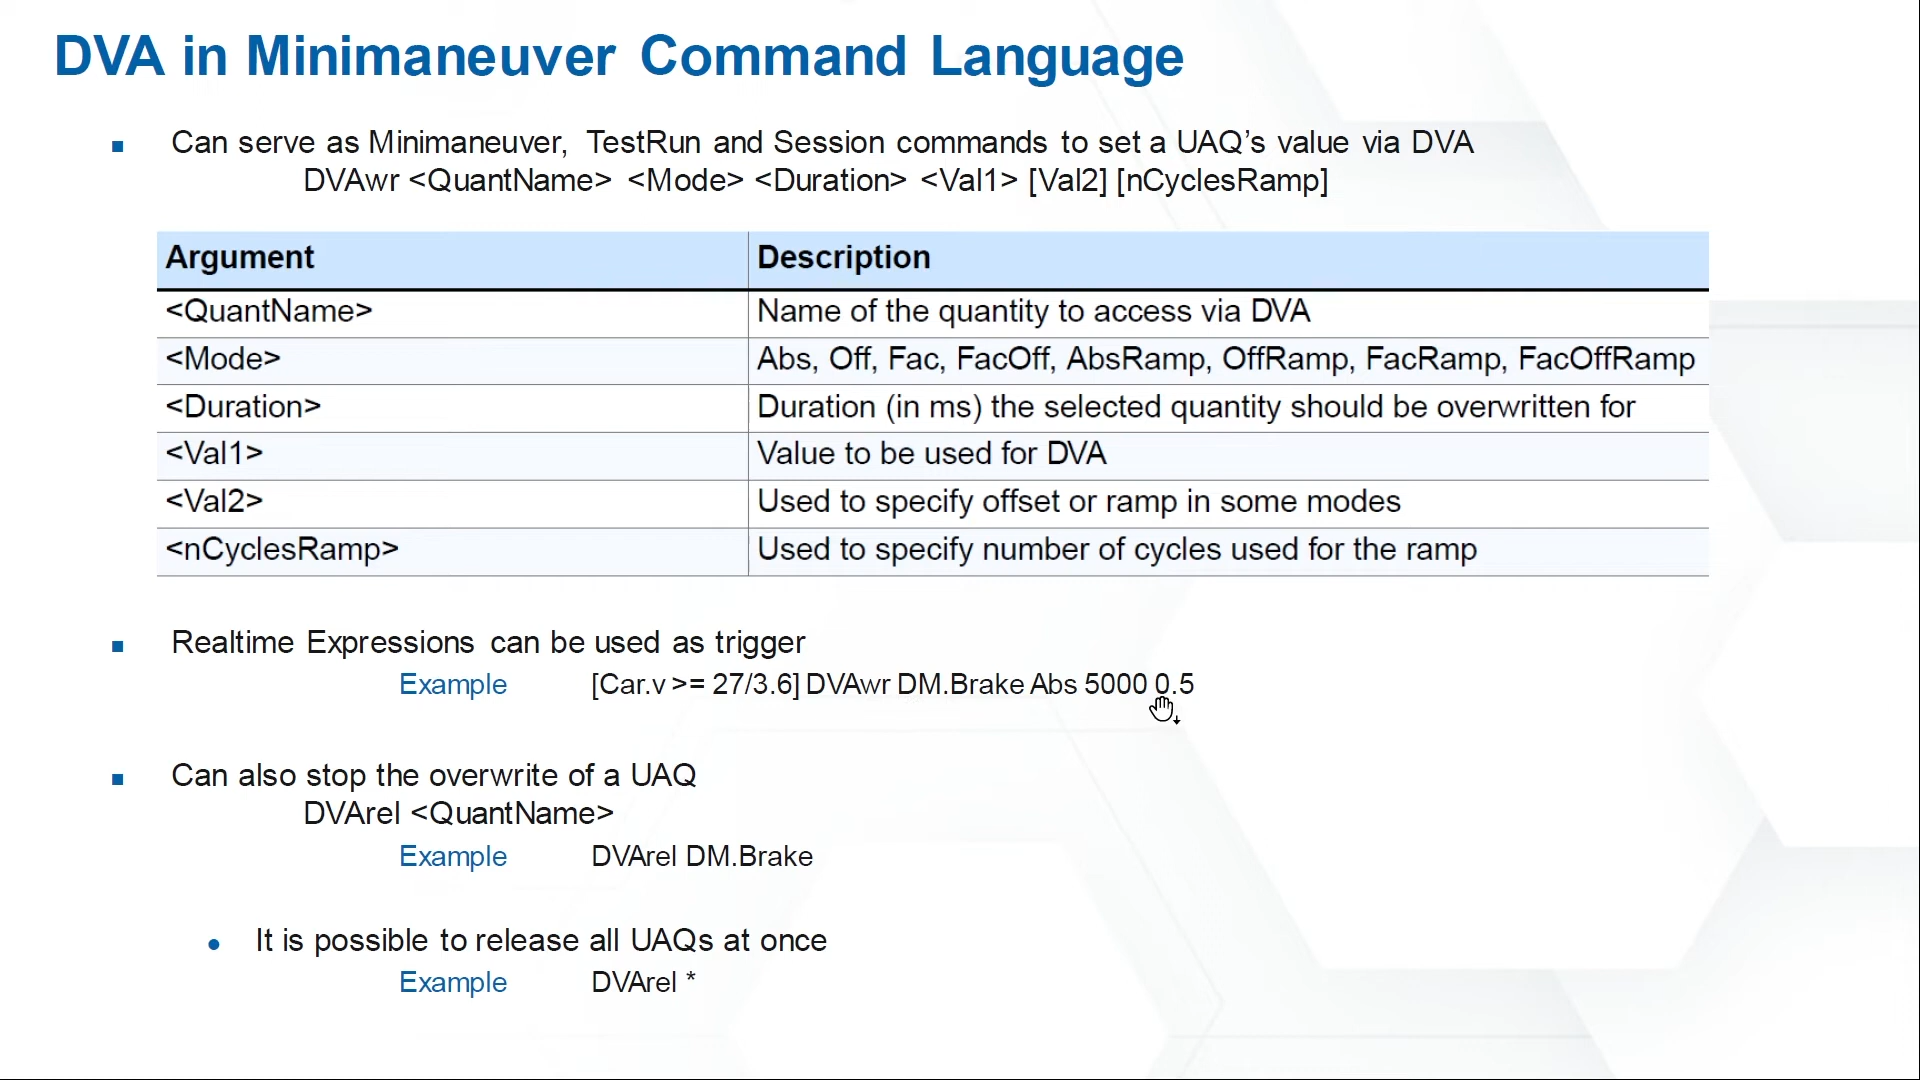 DVA in Minimaneuver Command Language
Can serve as Minimaneuver, TestRun and Session commands to set a UAQ’s value via DVA
DVAwr <QuantName> <Mode> <Duration> <Val1> [Val2] [nCyclesRamp]
Argument Description
<QuantName> Name of the quantity to access via DVA
<Mode> Abs, Off, Fac, FacOff, AbsRamp, OffRamp, FacRamp, FacOffRamp
<Duration> Duration (in ms) the selected quantity should be overwritten for
<Val1> Value to be used for DVA
<Val2> Used to specify offset or ramp in some modes
<nCyclesRamp> Used to specify number of cycles used for the ramp
Realtime Expressions can be used as trigger
Example [Car.v >= 27/3.6] DVAwr DM.Brake Abs 5000 0.5
Can also stop the overwrite of a UAQ
DVArel <QuantName>
Example DVArel DM.Brake
It is possible to release all UAQs at once
Example DVArel *